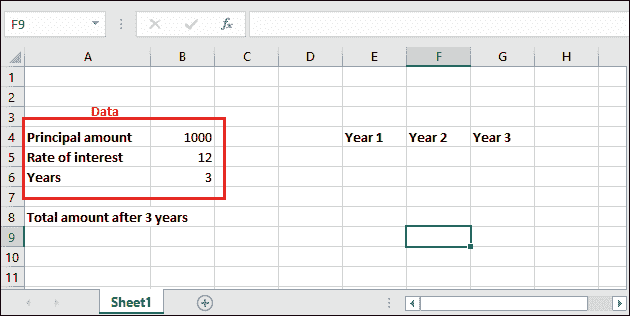 F9 fx
A B C D E F G H
1
2
3 Data
4 Principal amount 1000 Year 1 Year 2 Year 3
5 Rate of interest 12
6 Years 3
7
8 Total amount after 3 years
9
10
11
Sheet1